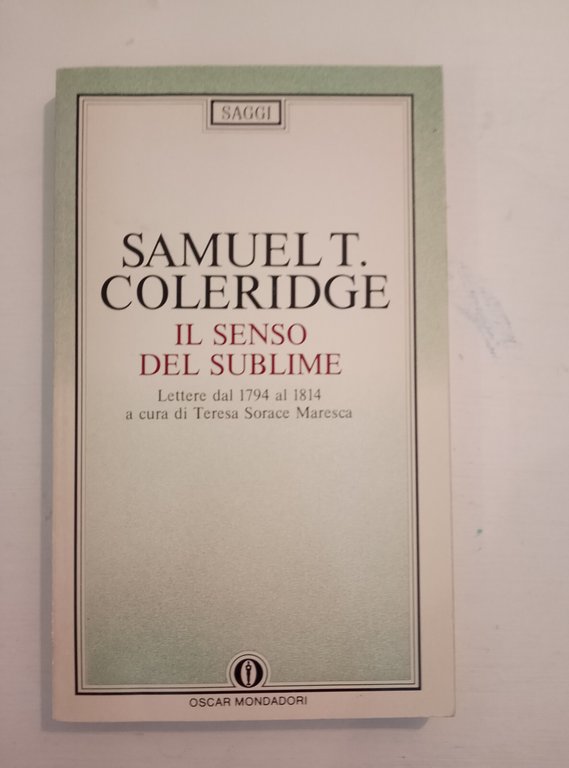 SAGGI
SAMUEL T.
COLERIDGE
IL SENSO
DEL SUBLIME
Lettere dal 1794 al 1814
a cura di Teresa Sorace Maresca
OSCAR MONDADORI